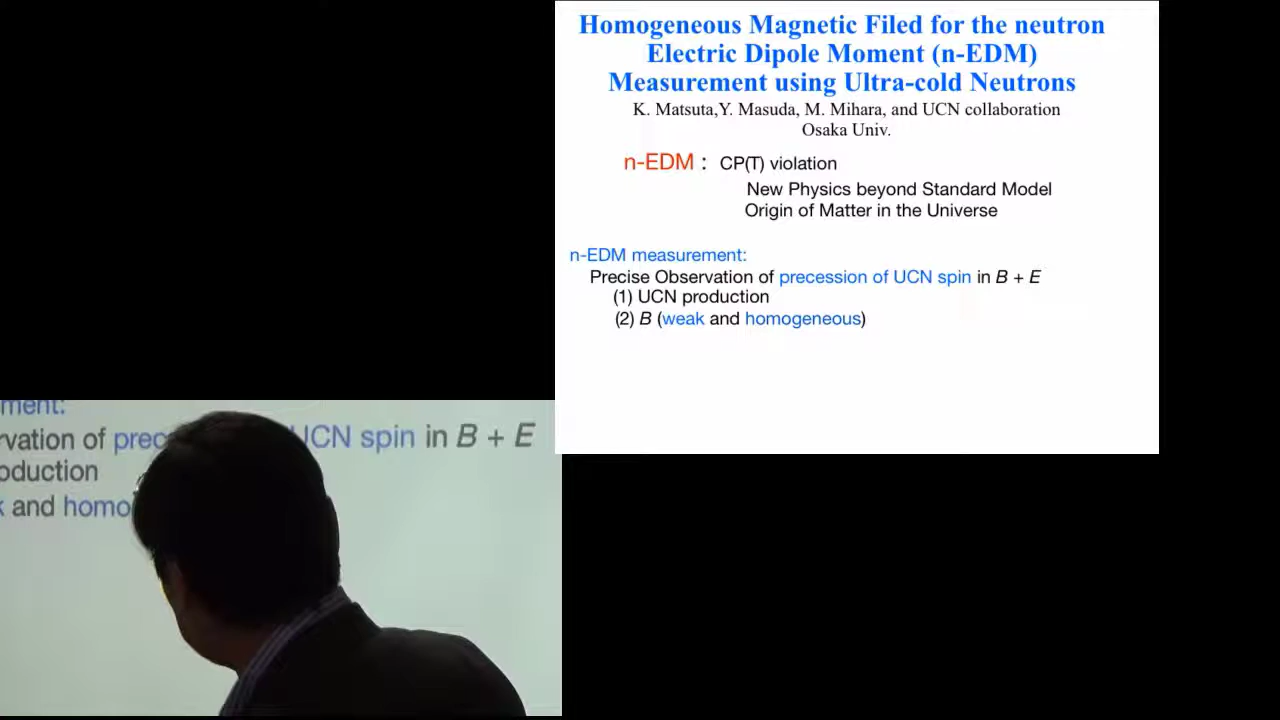 Homogeneous Magnetic Filed for the neutron
Electric Dipole Moment (n-EDM)
Measurement using Ultra-cold Neutrons
K. Matsuta,Y. Masuda, M. Mihara, and UCN collaboration
Osaka Univ.
n-EDM : CP(T) violation
New Physics beyond Standard Model
Origin of Matter in the Universe
n-EDM measurement:
Precise Observation of precession of UCN spin in B + E
(1) UCN production
(2) B (weak and homogeneous)
ment:
rvation of prec UCN spin in B + E
oduction
k and homo